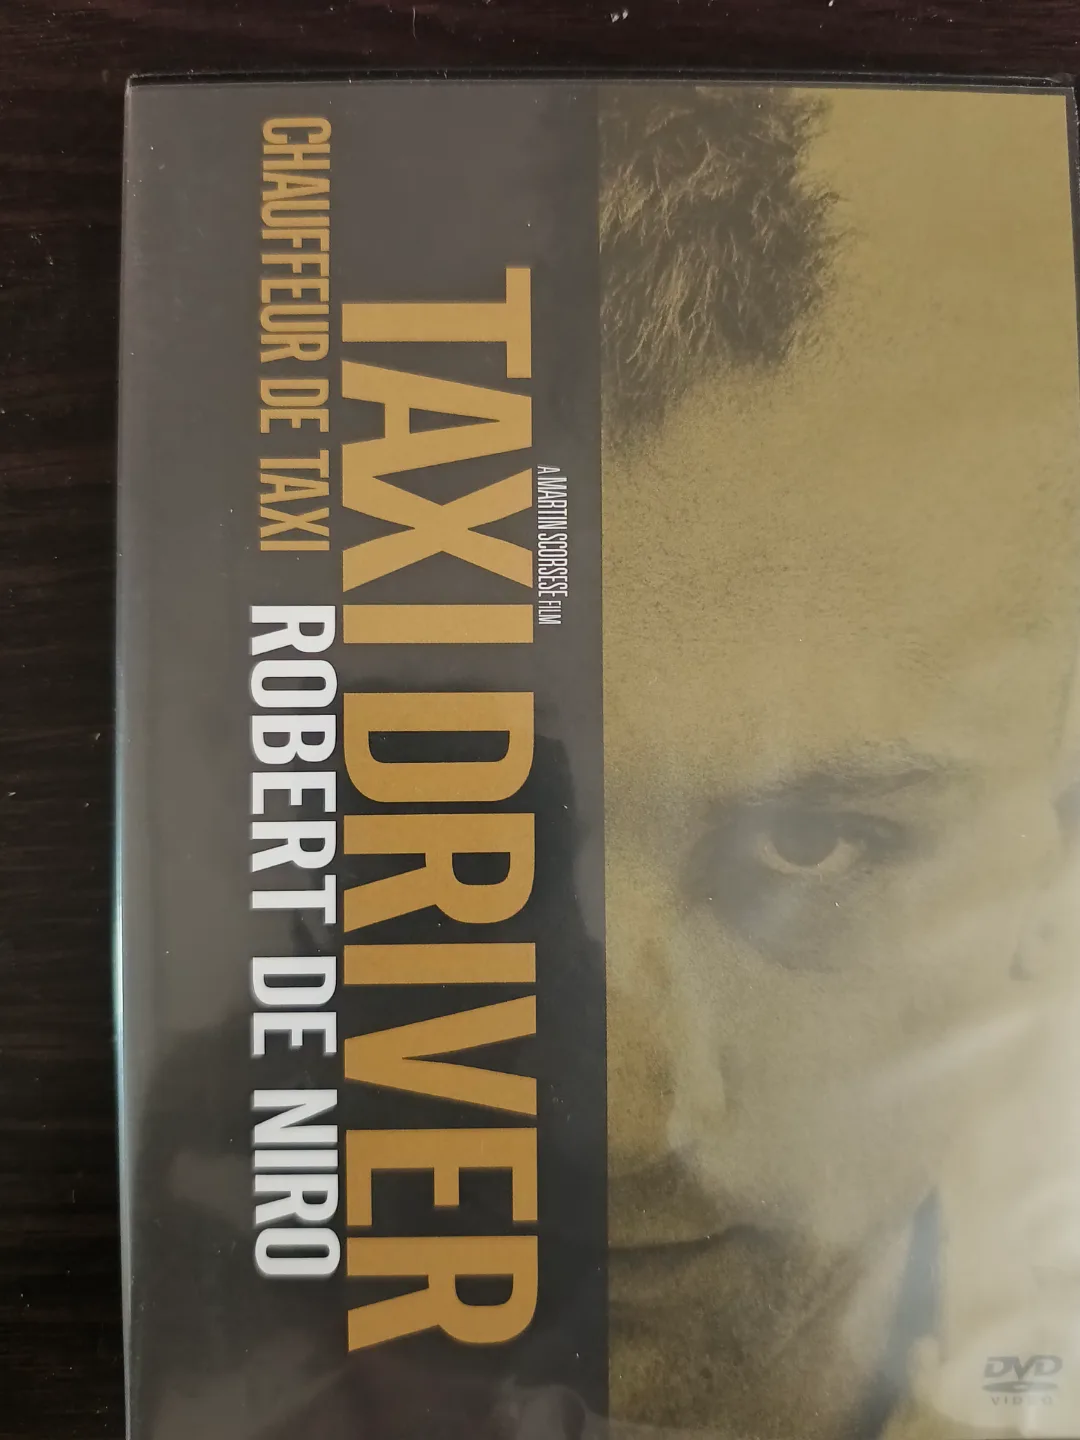 A MARTIN SCORSESE FILM
TAXI DRIVER
CHAUFFEUR DE TAXI
ROBERT DE NIRO
DVD
VIDEO